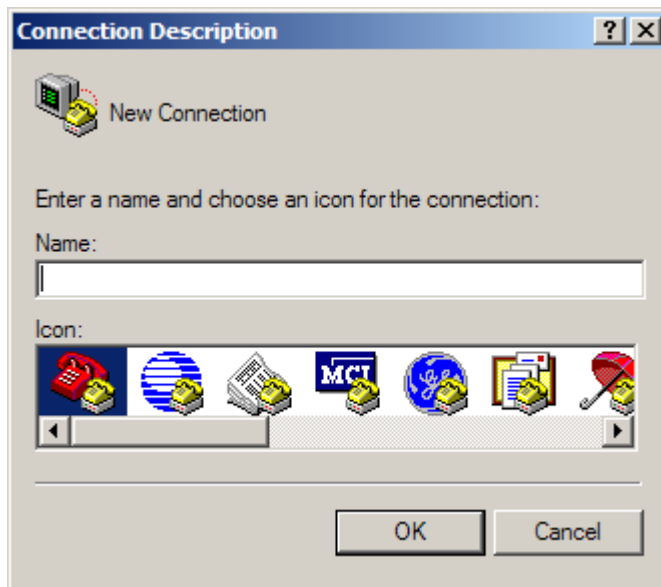 Connection Description
New Connection
Enter a name and choose an icon for the connection:
Name:
Icon:
MCI
OK
Cancel